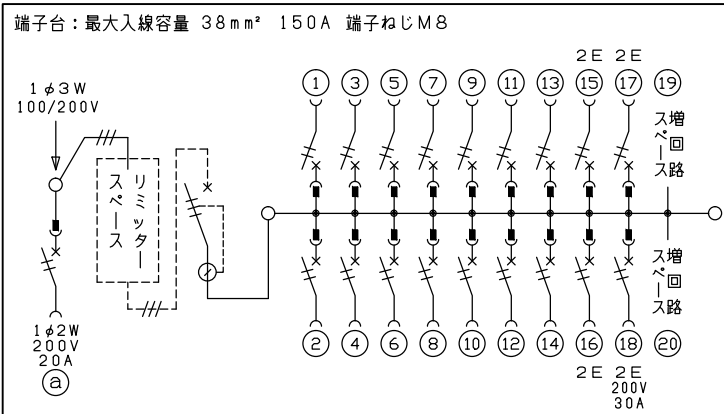 端子台：最大入線容量 38mm² 150A 端子ねじM8
2E 2E
① ③ ⑤ ⑦ ⑨ ⑪ ⑬ ⑮ ⑰ ⑲
1φ3W
100/200V
リミッター
スペース
増回路
スペース
増回路
スペース
1φ2W
200V
20A
ⓐ
② ④ ⑥ ⑧ ⑩ ⑫ ⑭ ⑯ ⑱ ⑳
2E 2E
200V
30A